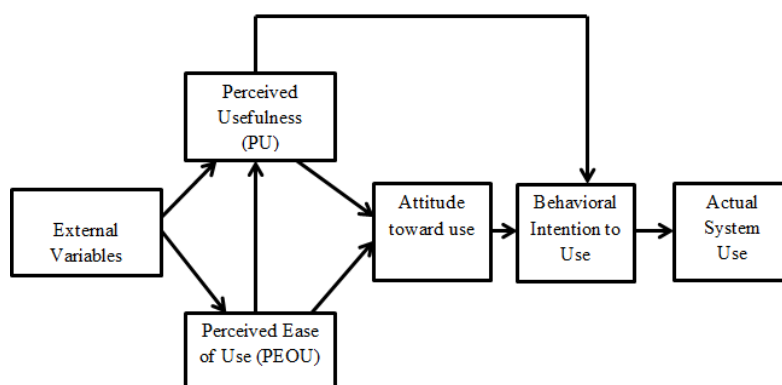 Perceived
Usefulness
(PU)
External
Variables
Perceived Ease
of Use (PEOU)
Attitude
toward use
Behavioral
Intention to
Use
Actual
System
Use